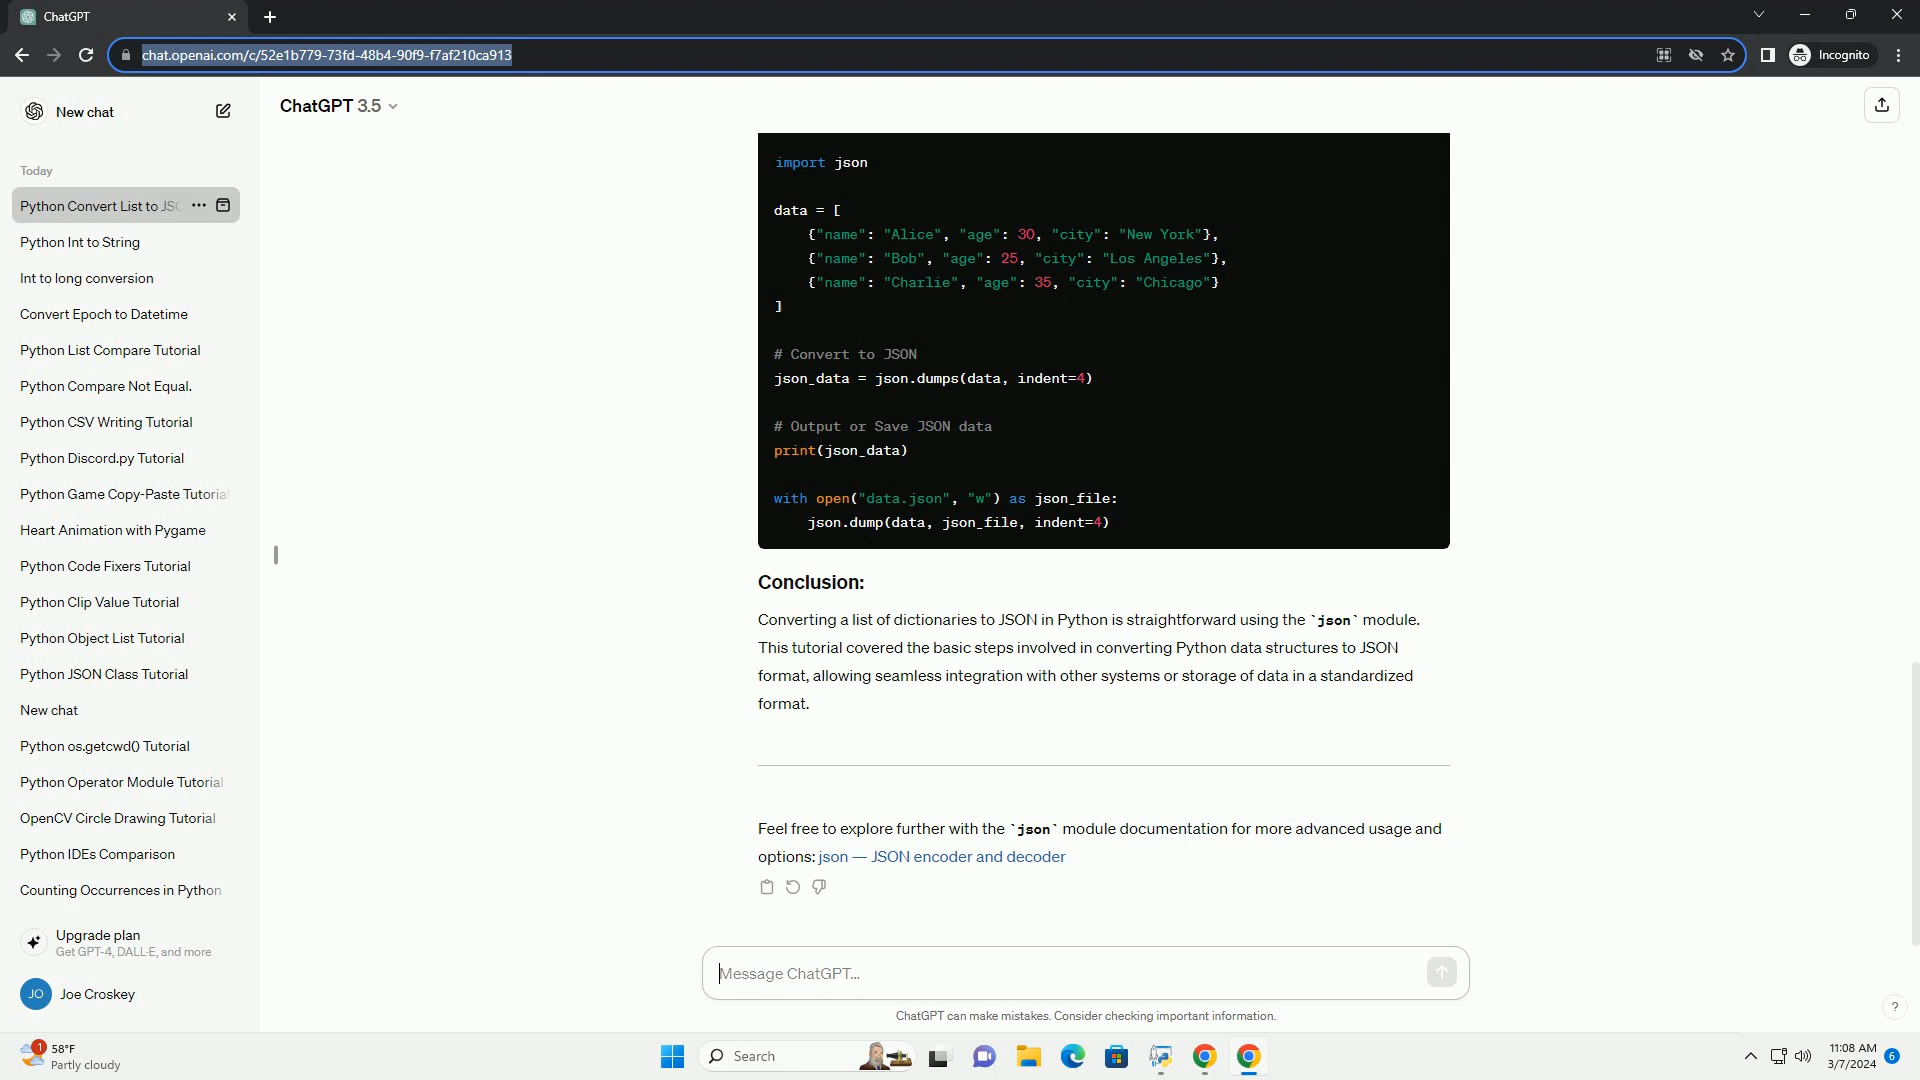 ChatGPT
chat.openai.com/c/52e1b779-73fd-48b4-90f9-f7af210ca913
Incognito
New chat
ChatGPT 3.5
Today
Python Convert List to JSO
Python Int to String
Int to long conversion
Convert Epoch to Datetime
Python List Compare Tutorial
Python Compare Not Equal.
Python CSV Writing Tutorial
Python Discord.py Tutorial
Python Game Copy-Paste Tutorial
Heart Animation with Pygame
Python Code Fixers Tutorial
Python Clip Value Tutorial
Python Object List Tutorial
Python JSON Class Tutorial
New chat
Python os.getcwd() Tutorial
Python Operator Module Tutorial
OpenCV Circle Drawing Tutorial
Python IDEs Comparison
Counting Occurrences in Python
Upgrade plan
Get GPT-4, DALL·E, and more
JO Joe Croskey
import json
data = [
{"name": "Alice", "age": 30, "city": "New York"},
{"name": "Bob", "age": 25, "city": "Los Angeles"},
{"name": "Charlie", "age": 35, "city": "Chicago"}
]
# Convert to JSON
json_data = json.dumps(data, indent=4)
# Output or Save JSON data
print(json_data)
with open("data.json", "w") as json_file:
json.dump(data, json_file, indent=4)
Conclusion:
Converting a list of dictionaries to JSON in Python is straightforward using the `json` module.
This tutorial covered the basic steps involved in converting Python data structures to JSON
format, allowing seamless integration with other systems or storage of data in a standardized
format.
Feel free to explore further with the `json` module documentation for more advanced usage and
options: json — JSON encoder and decoder
Message ChatGPT...
ChatGPT can make mistakes. Consider checking important information.
?
1
58°F
Partly cloudy
Search
11:08 AM
3/7/2024
6